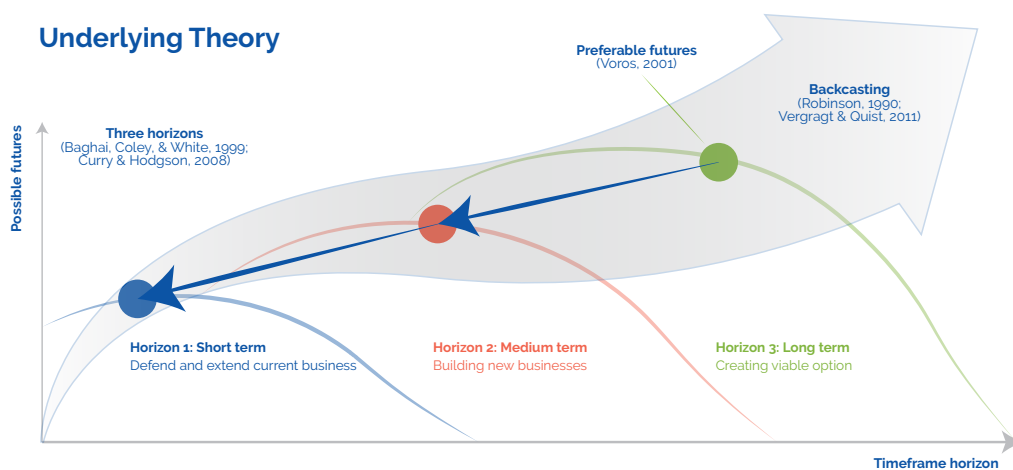 Underlying Theory
Preferable futures
(Voros, 2001)
Backcasting
(Robinson, 1990;
Vergragt & Quist, 2011)
Three horizons
(Baghai, Coley, & White, 1999;
Curry & Hodgson, 2008)
Possible futures
Horizon 1: Short term
Defend and extend current business
Horizon 2: Medium term
Building new businesses
Horizon 3: Long term
Creating viable option
Timeframe horizon